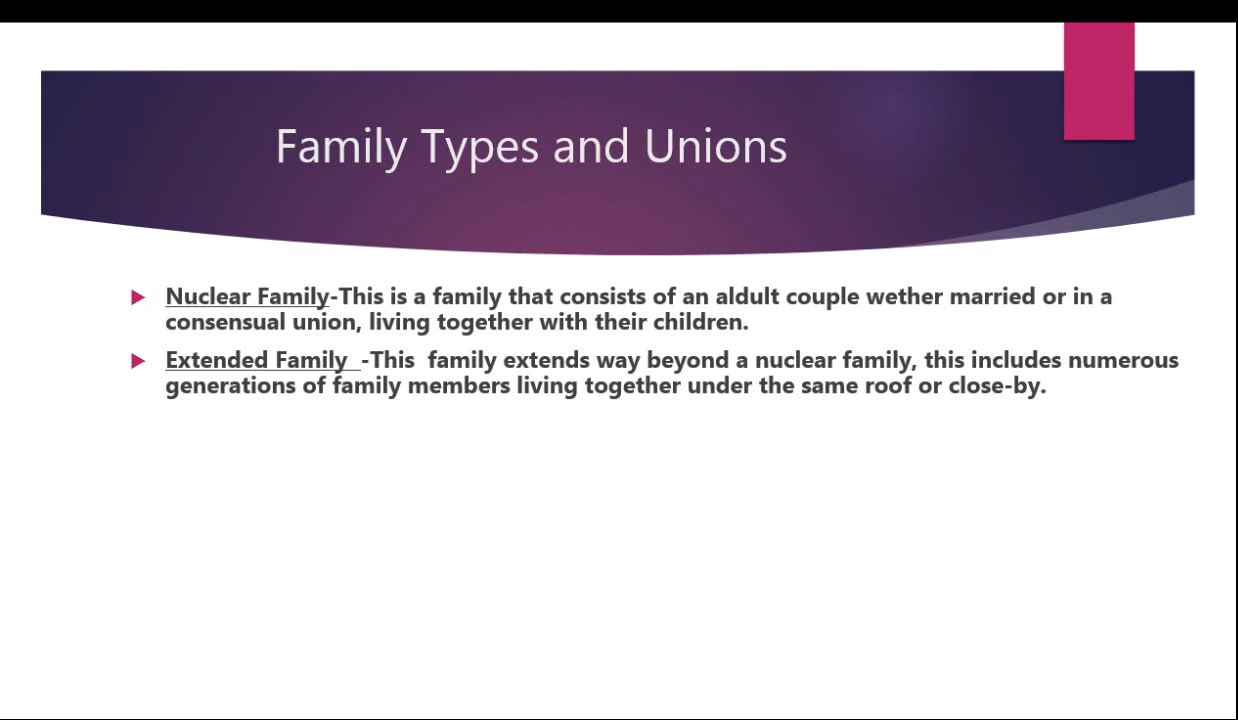 Family Types and Unions
Nuclear Family-This is a family that consists of an aldult couple wether married or in a
consensual union, living together with their children.
Extended Family  -This  family extends way beyond a nuclear family, this includes numerous
generations of family members living together under the same roof or close-by.